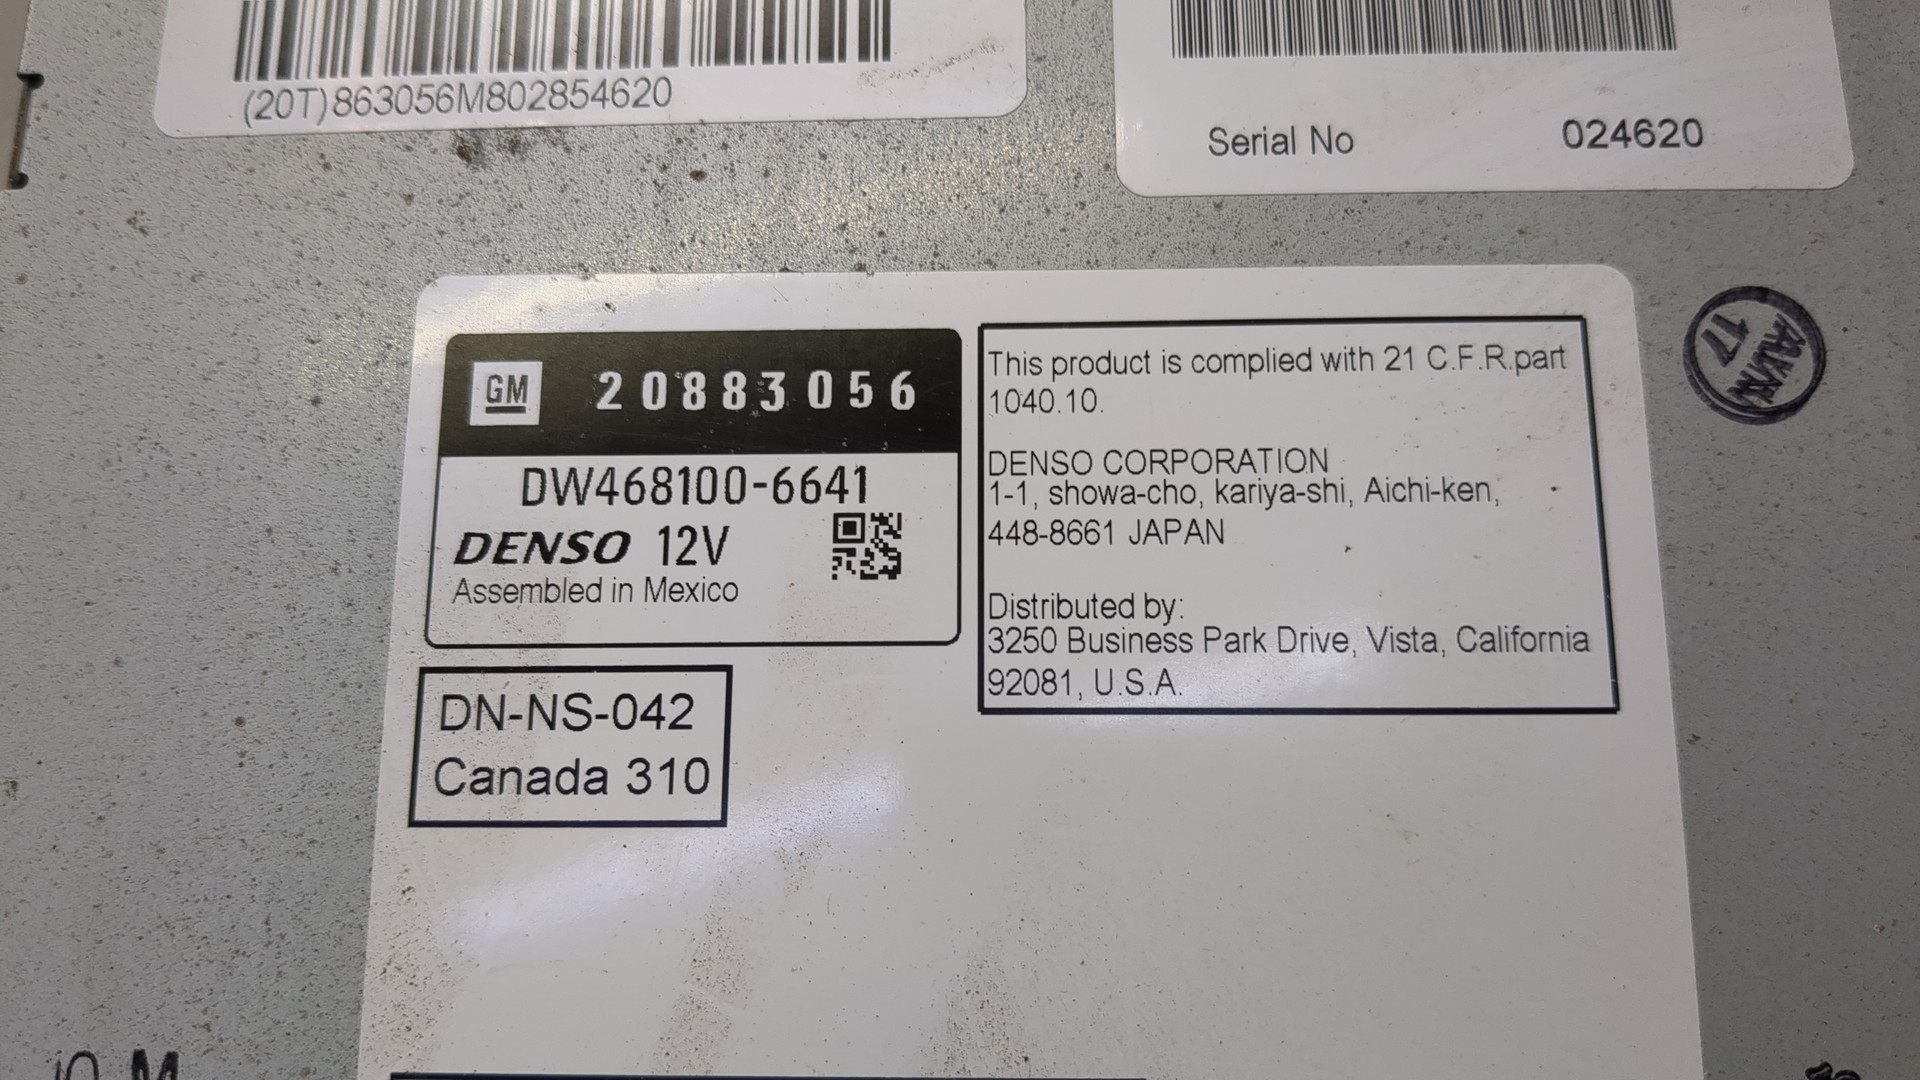 (20T)863056M802854620
Serial No 024620
GM 20883056
DW468100-6641
DENSO 12V
Assembled in Mexico
This product is complied with 21 C.F.R.part
1040.10.
DENSO CORPORATION
1-1, showa-cho, kariya-shi, Aichi-ken,
448-8661 JAPAN
Distributed by:
3250 Business Park Drive, Vista, California
92081, U.S.A.
DN-NS-042
Canada 310
17